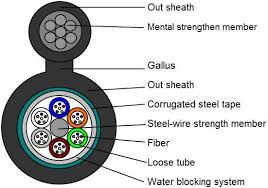 Out sheath
Mental strengthen member
Gallus
Out sheath
Corrugated steel tape
Steel-wire strength member
Fiber
Loose tube
Water blocking system